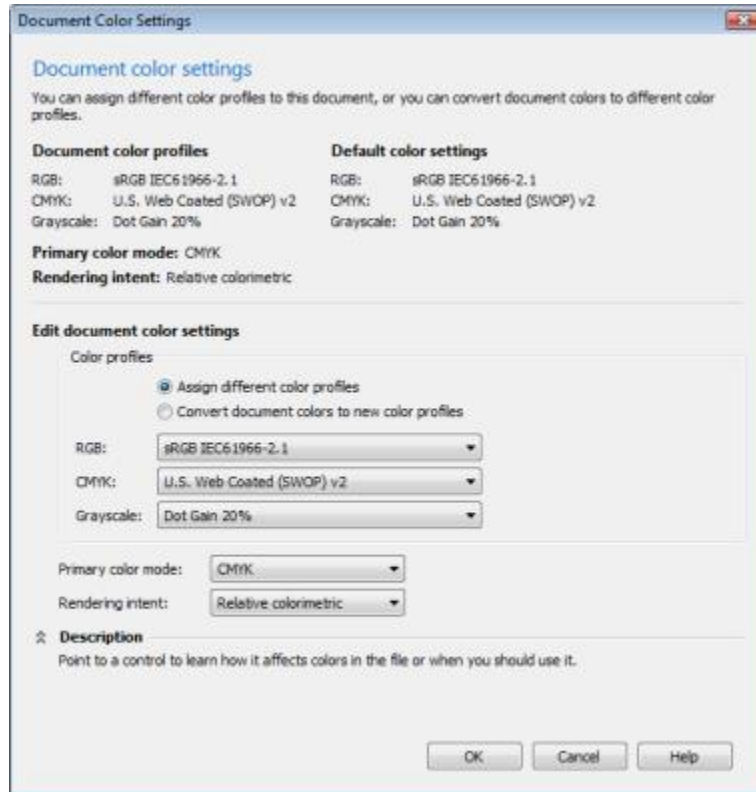 Document Color Settings
Document color settings
You can assign different color profiles to this document, or you can convert document colors to different color
profiles.
Document color profiles Default color settings
RGB: sRGB IEC61966-2.1 RGB: sRGB IEC61966-2.1
CMYK: U.S. Web Coated (SWOP) v2 CMYK: U.S. Web Coated (SWOP) v2
Grayscale: Dot Gain 20% Grayscale: Dot Gain 20%
Primary color mode: CMYK
Rendering intent: Relative colorimetric
Edit document color settings
Color profiles
Assign different color profiles
Convert document colors to new color profiles
RGB: sRGB IEC61966-2.1
CMYK: U.S. Web Coated (SWOP) v2
Grayscale: Dot Gain 20%
Primary color mode: CMYK
Rendering intent: Relative colorimetric
Description
Point to a control to learn how it affects colors in the file or when you should use it.
OK Cancel Help